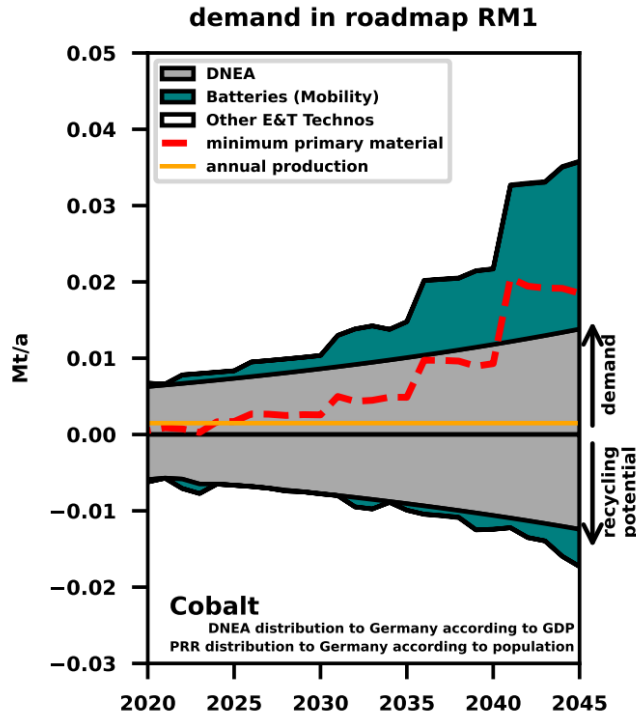 demand in roadmap RM1
0.05
0.04
0.03
0.02
0.01
0.00
−0.01
−0.02
−0.03
Mt/a
DNEA
Batteries (Mobility)
Other E&T Technos
minimum primary material
annual production
demand
recycling
potential
Cobalt
DNEA distribution to Germany according to GDP
PRR distribution to Germany according to population
2020 2025 2030 2035 2040 2045